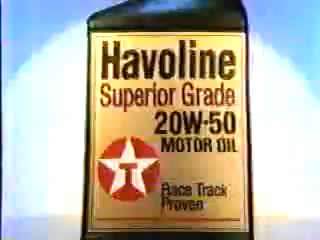 Havoline
Superior Grade
20W-50
MOTOR OIL
T
Race Track
Proven